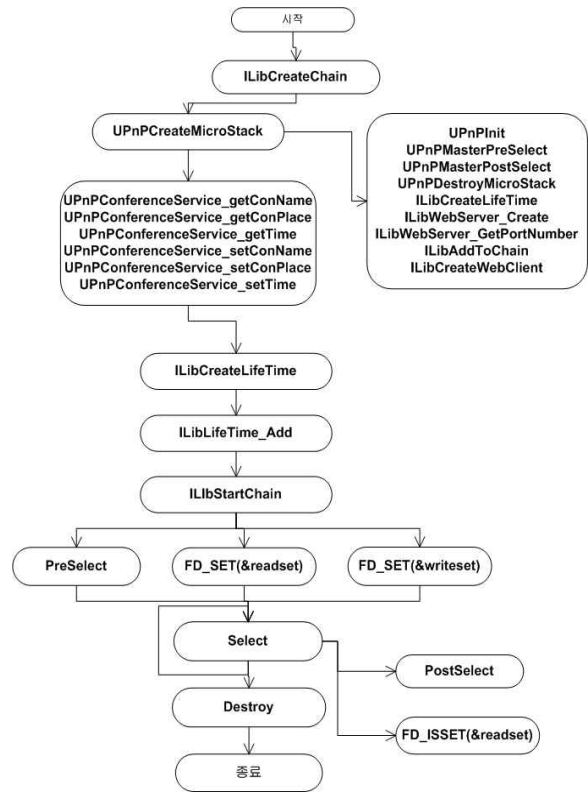 시작
ILibCreateChain
UPnPCreateMicroStack
UPnPInit
UPnPMasterPreSelect
UPnPMasterPostSelect
UPnPDestroyMicroStack
ILibCreateLifeTime
ILibWebServer_Create
ILibWebServer_GetPortNumber
ILibAddToChain
ILibCreateWebClient
UPnPConferenceService_getConName
UPnPConferenceService_getConPlace
UPnPConferenceService_getTime
UPnPConferenceService_setConName
UPnPConferenceService_setConPlace
UPnPConferenceService_setTime
ILibCreateLifeTime
ILibLifeTime_Add
ILIbStartChain
PreSelect
FD_SET(&readset)
FD_SET(&writeset)
Select
PostSelect
Destroy
FD_ISSET(&readset)
종료